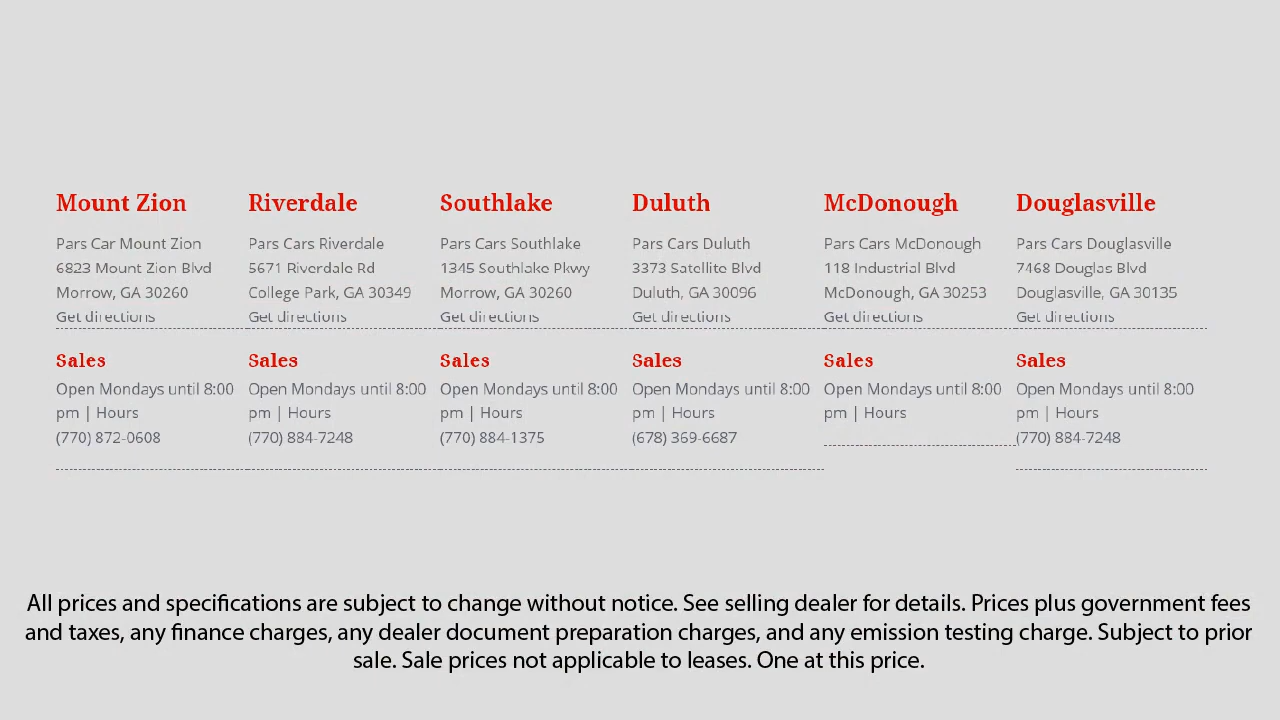 Mount Zion
Pars Car Mount Zion
6823 Mount Zion Blvd
Morrow, GA 30260
Get directions
Sales
Open Mondays until 8:00
pm | Hours
(770) 872-0608
Riverdale
Pars Cars Riverdale
5671 Riverdale Rd
College Park, GA 30349
Get directions
Sales
Open Mondays until 8:00
pm | Hours
(770) 884-7248
Southlake
Pars Cars Southlake
1345 Southlake Pkwy
Morrow, GA 30260
Get directions
Sales
Open Mondays until 8:00
pm | Hours
(770) 884-1375
Duluth
Pars Cars Duluth
3373 Satellite Blvd
Duluth, GA 30096
Get directions
Sales
Open Mondays until 8:00
pm | Hours
(678) 369-6687
McDonough
Pars Cars McDonough
118 Industrial Blvd
McDonough, GA 30253
Get directions
Sales
Open Mondays until 8:00
pm | Hours
Douglasville
Pars Cars Douglasville
7468 Douglas Blvd
Douglasville, GA 30135
Get directions
Sales
Open Mondays until 8:00
pm | Hours
(770) 884-7248
All prices and specifications are subject to change without notice. See selling dealer for details. Prices plus government fees
and taxes, any finance charges, any dealer document preparation charges, and any emission testing charge. Subject to prior
sale. Sale prices not applicable to leases. One at this price.